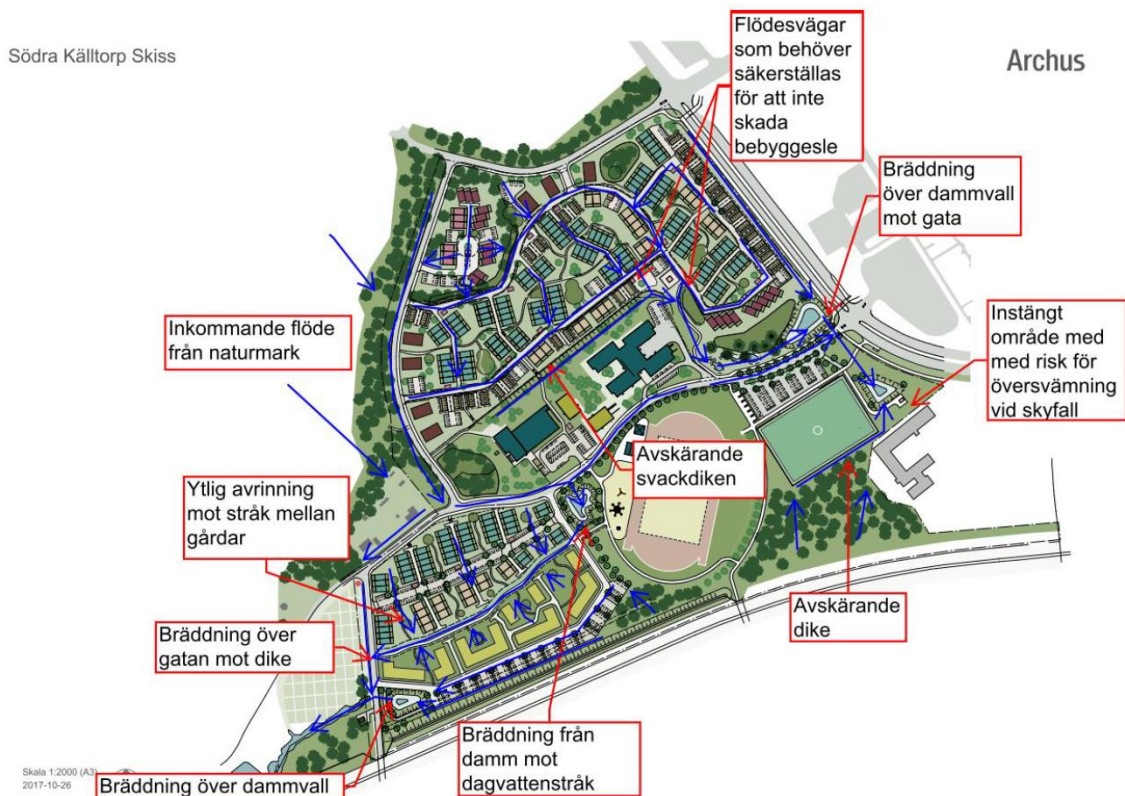 Södra Källtorp Skiss
Archus
Flödesvägar
som behöver
säkerställas
för att inte
skada
bebyggesle
Bräddning
över dammvall
mot gata
Inkommande flöde
från naturmark
Instängt
område med
med risk för
översvämning
vid skyfall
Avskärande
svackdiken
Ytlig avrinning
mot stråk mellan
gårdar
Avskärande
dike
Bräddning över
gatan mot dike
Bräddning från
damm mot
dagvattenstråk
Bräddning över dammvall
Skala 1:2000 (A3)
2017-10-26